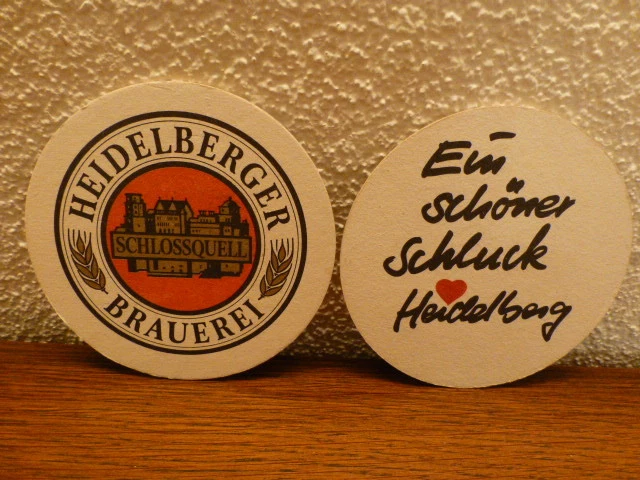 HEIDELBERGER
SCHLOSSQUELL
BRAUEREI
Ein
schöner
Schluck
Heidelberg